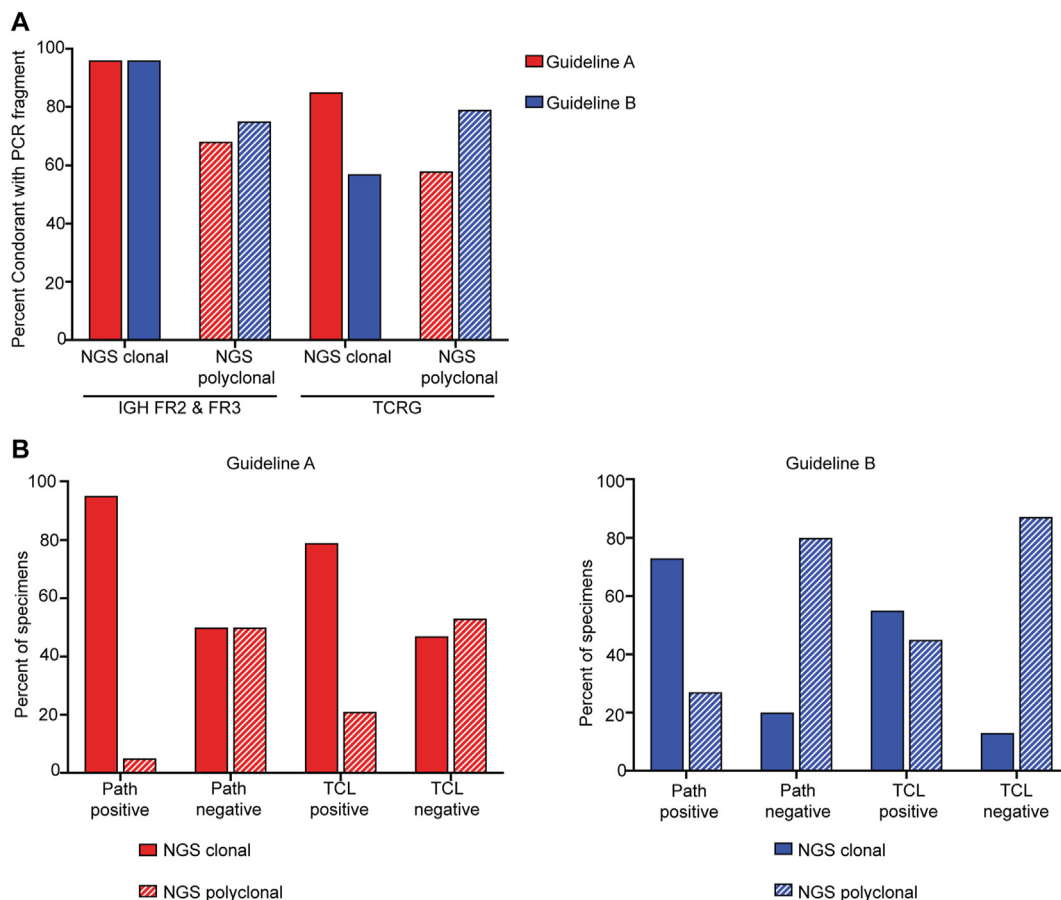 A
Percent Condorant with PCR fragment
100
80
60
40
20
0
NGS clonal
NGS
polyclonal
NGS clonal
NGS
polyclonal
IGH FR2 & FR3
TCRG
Guideline A
Guideline B
B
Guideline A
Percent of specimens
100
80
60
40
20
0
Path
positive
Path
negative
TCL
positive
TCL
negative
NGS clonal
NGS polyclonal
Guideline B
Percent of specimens
100
80
60
40
20
0
Path
positive
Path
negative
TCL
positive
TCL
negative
NGS clonal
NGS polyclonal